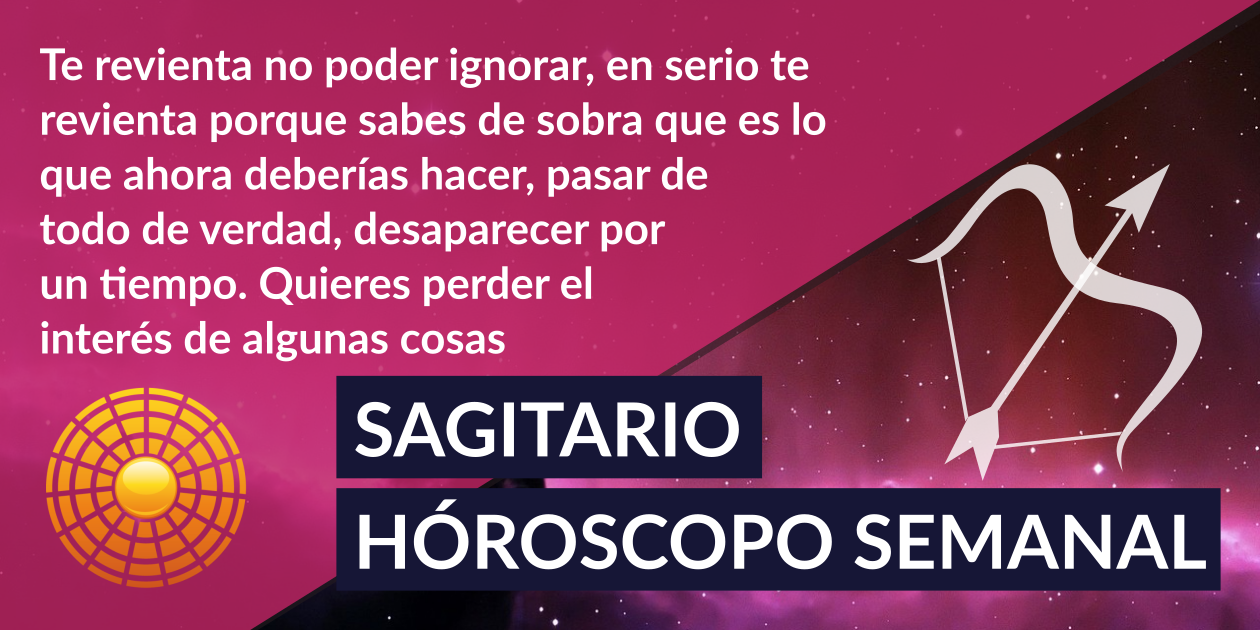 Te revienta no poder ignorar, en serio te
revienta porque sabes de sobra que es lo
que ahora deberías hacer, pasar de
todo de verdad, desaparecer por
un tiempo. Quieres perder el
interés de algunas cosas
SAGITARIO
HÓROSCOPO SEMANAL